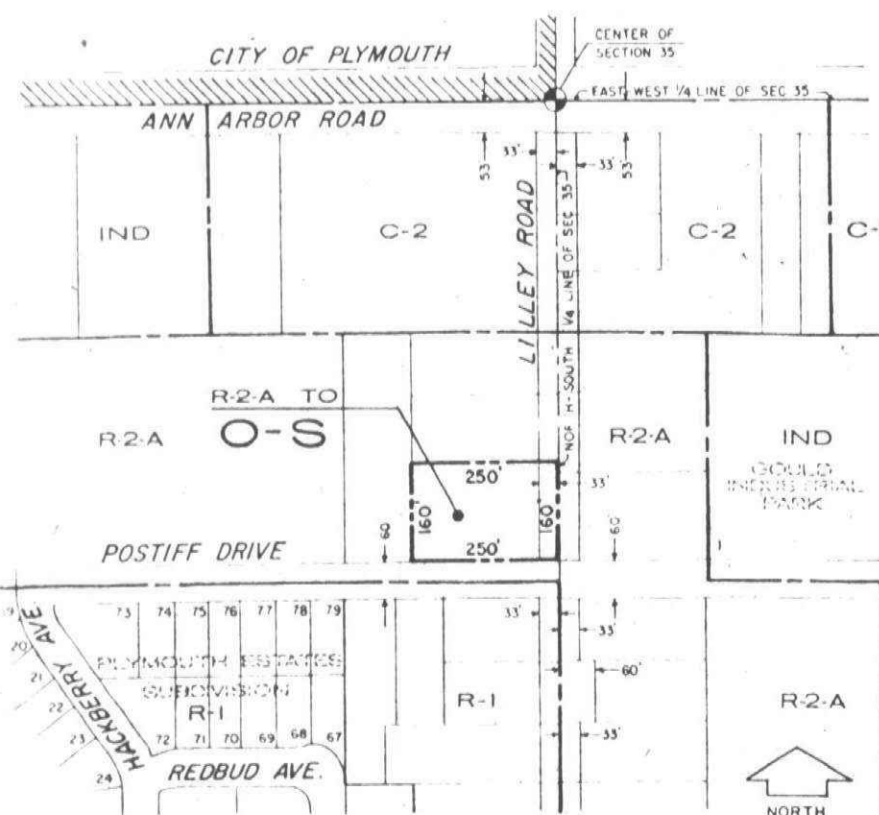 CITY OF PLYMOUTH
CENTER OF
SECTION 35
EAST WEST 1/4 LINE OF SEC 35
ANN ARBOR ROAD
53
33'
33'
53
LILLEY ROAD
NORTH-SOUTH 1/4 LINE OF SEC 35
IND
C-2
C-2
C-
R-2-A TO
O-S
R-2-A
R-2-A
IND
GOULD
INDUSTRIAL
PARK
250'
33'
160'
160'
250'
60
60
POSTIFF DRIVE
73
74
75
76
77
78
79
33'
33'
60'
33'
19
20
21
22
23
24
HACKBERRY AVE
PLYMOUTH ESTATES
SUBDIVISION
R-1
R-1
R-2-A
72
71
70
69
68
67
REDBUD AVE.
NORTH